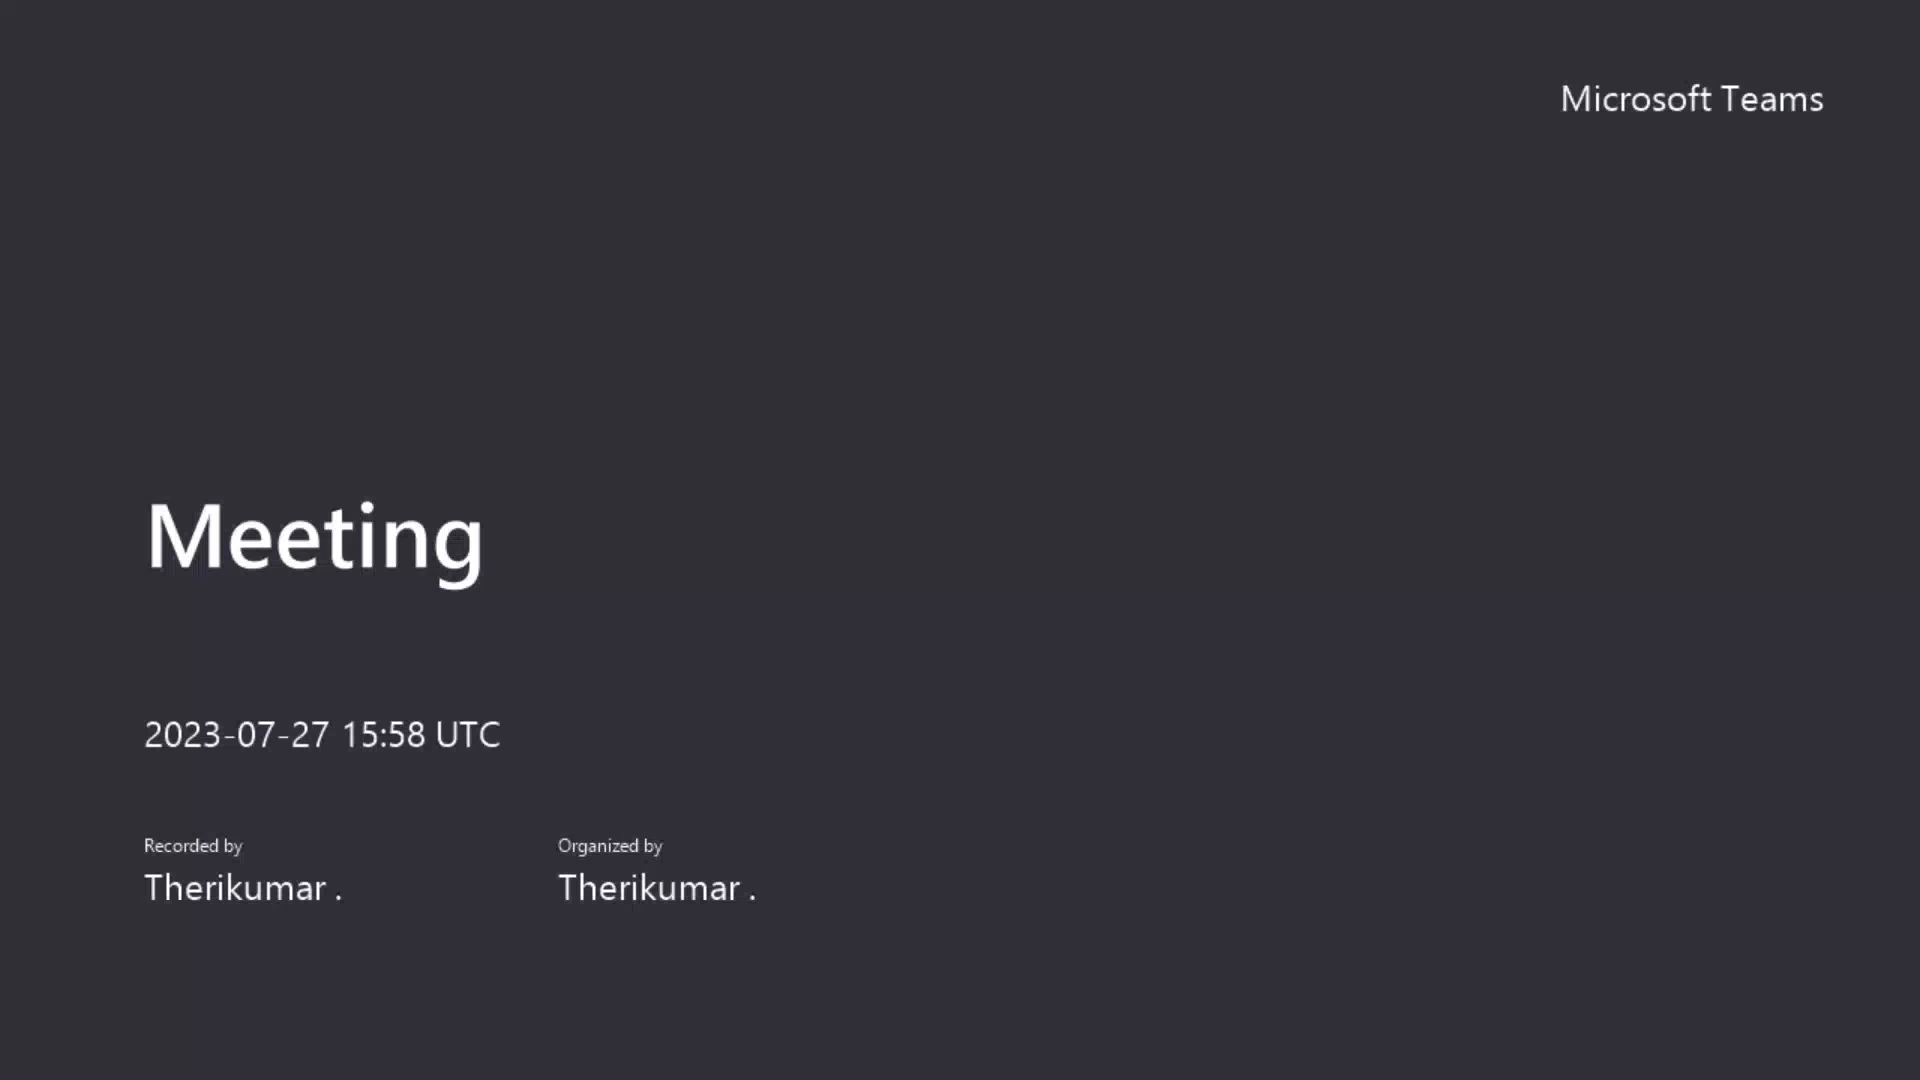 Microsoft Teams
Meeting
2023-07-27 15:58 UTC
Recorded by
Therikumar .
Organized by
Therikumar .